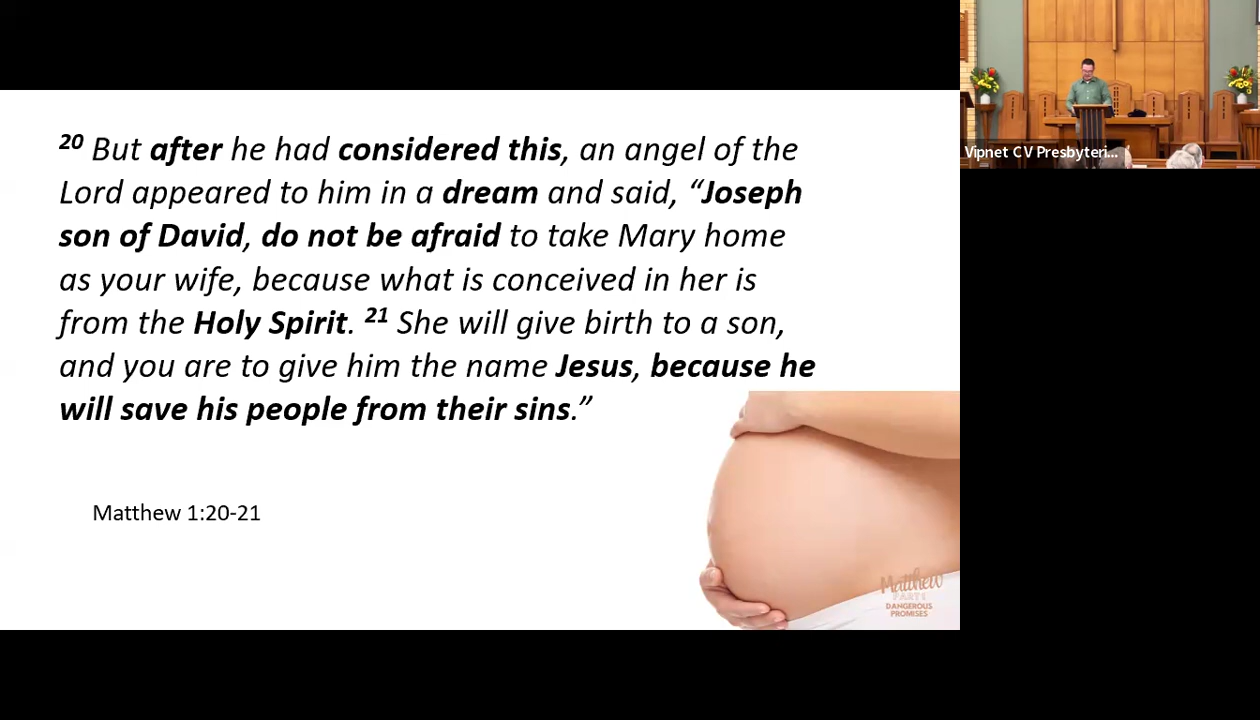 20 But after he had considered this, an angel of the
Lord appeared to him in a dream and said, “Joseph
son of David, do not be afraid to take Mary home
as your wife, because what is conceived in her is
from the Holy Spirit. 21 She will give birth to a son,
and you are to give him the name Jesus, because he
will save his people from their sins.”
Matthew 1:20-21
Matthew
PART 1
DANGEROUS
PROMISES
Vipnet CV Presbyteri...